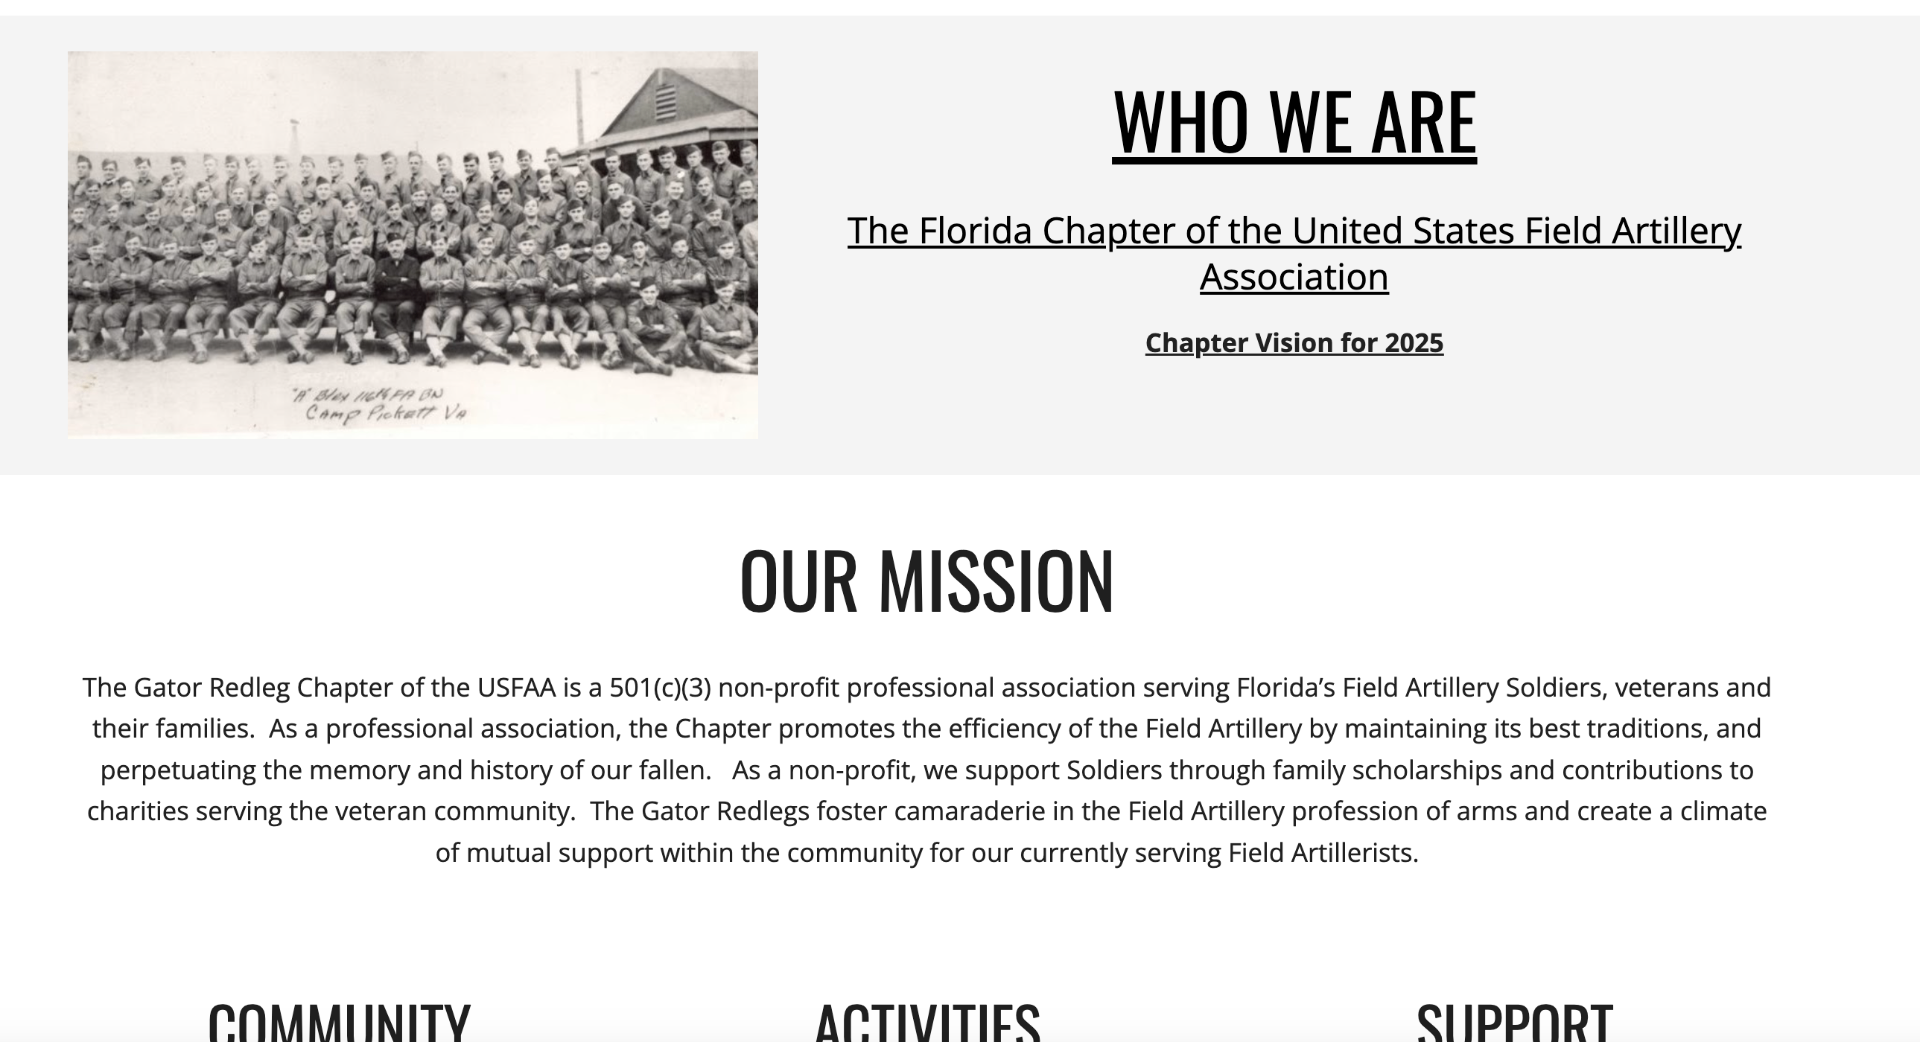 "A" Btry 116th FA BN
Camp Pickett Va
WHO WE ARE
The Florida Chapter of the United States Field Artillery
Association
Chapter Vision for 2025
OUR MISSION
The Gator Redleg Chapter of the USFAA is a 501(c)(3) non-profit professional association serving Florida’s Field Artillery Soldiers, veterans and
their families.  As a professional association, the Chapter promotes the efficiency of the Field Artillery by maintaining its best traditions, and
perpetuating the memory and history of our fallen.   As a non-profit, we support Soldiers through family scholarships and contributions to
charities serving the veteran community.  The Gator Redlegs foster camaraderie in the Field Artillery profession of arms and create a climate
of mutual support within the community for our currently serving Field Artillerists.
COMMUNITY
ACTIVITIES
SUPPORT